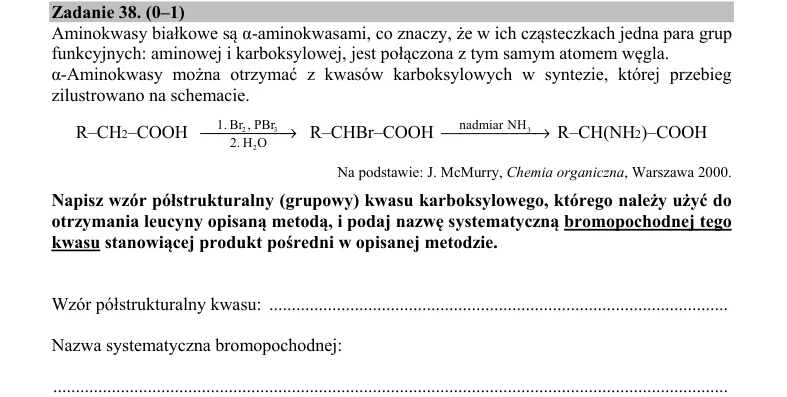 Zadanie 38. (0–1)
Aminokwasy białkowe są α-aminokwasami, co znaczy, że w ich cząsteczkach jedna para grup
funkcyjnych: aminowej i karboksylowej, jest połączona z tym samym atomem węgla.
α-Aminokwasy można otrzymać z kwasów karboksylowych w syntezie, której przebieg
zilustrowano na schemacie.
R–CH₂–COOH 1. Br₂, PBr₃ 2. H₂O R–CHBr–COOH nadmiar NH₃ R–CH(NH₂)–COOH
Na podstawie: J. McMurry, Chemia organiczna, Warszawa 2000.
Napisz wzór półstrukturalny (grupowy) kwasu karboksylowego, którego należy użyć do
otrzymania leucyny opisaną metodą, i podaj nazwę systematyczną bromopochodnej tego
kwasu stanowiącej produkt pośredni w opisanej metodzie.
Wzór półstrukturalny kwasu: ......................................................................................................
Nazwa systematyczna bromopochodnej:
......................................................................................................................................................